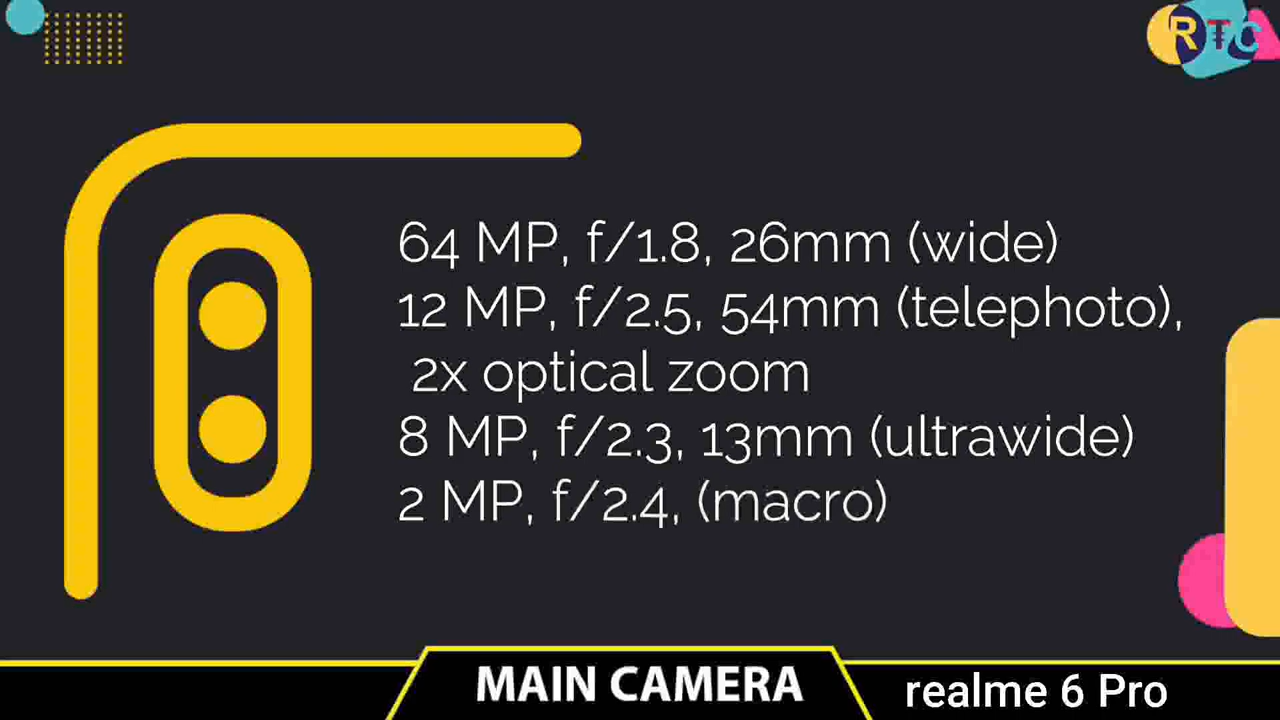 RTC
64 MP, f/1.8, 26mm (wide)
12 MP, f/2.5, 54mm (telephoto),
2x optical zoom
8 MP, f/2.3, 13mm (ultrawide)
2 MP, f/2.4, (macro)
MAIN CAMERA
realme 6 Pro